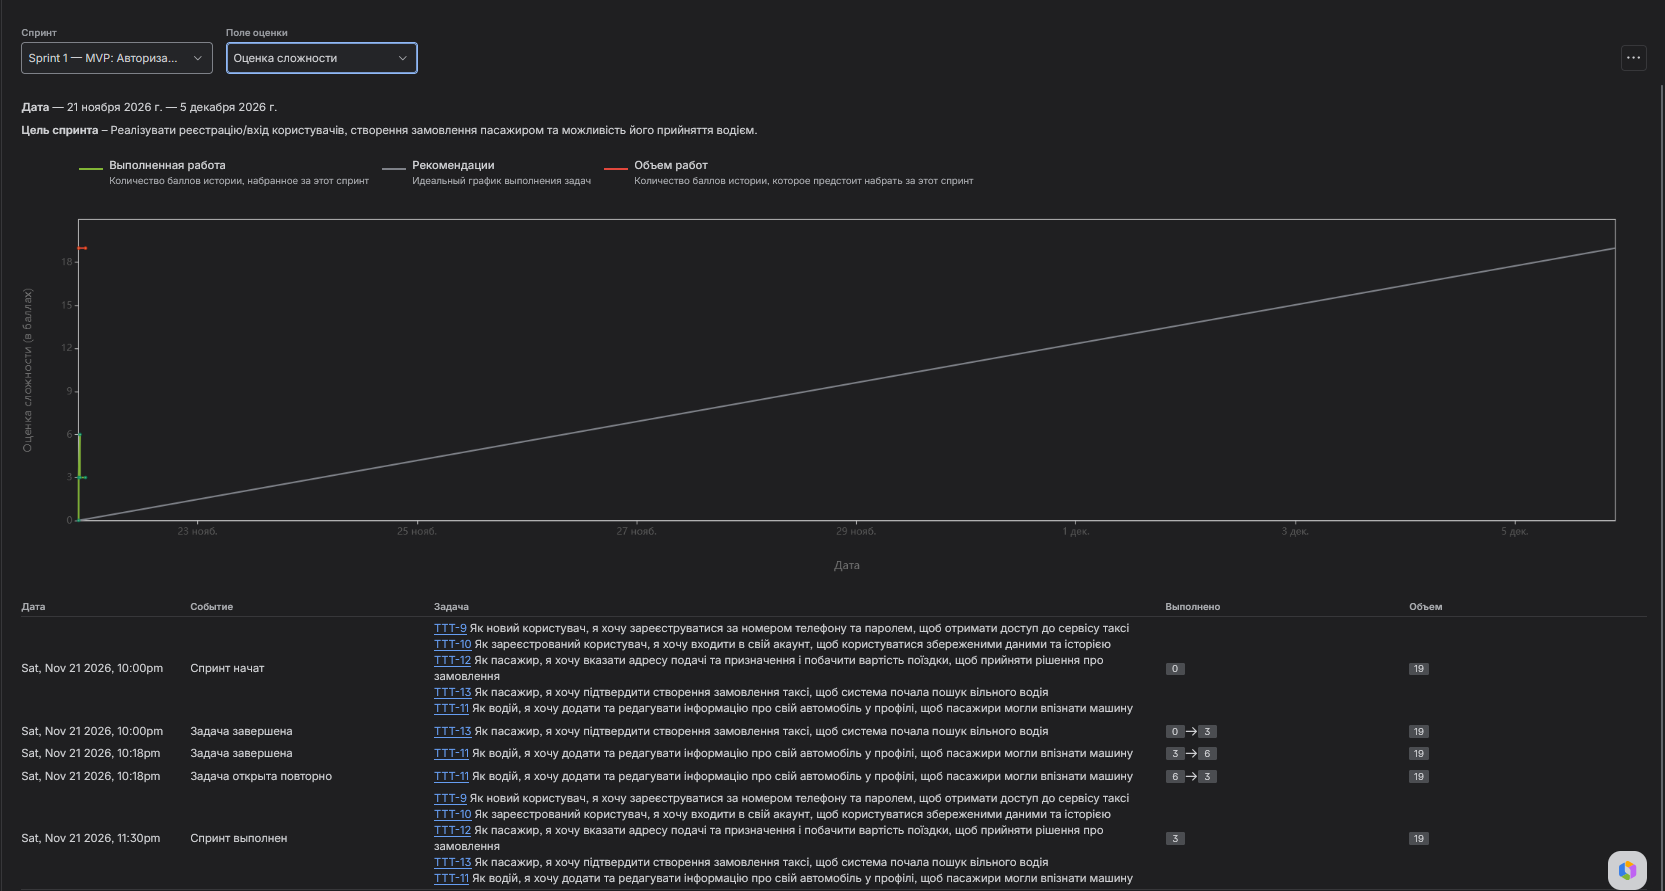 Спринт
Поле оценки
Sprint 1 — MVP: Авториза...
Оценка сложности
Дата — 21 ноября 2026 г. — 5 декабря 2026 г.
Цель спринта – Реалізувати реєстрацію/вхід користувачів, створення замовлення пасажиром та можливість його прийняття водієм.
Выполненная работа
Количество баллов истории, набранное за этот спринт
Рекомендации
Идеальный график выполнения задач
Объем работ
Количество баллов истории, которое предстоит набрать за этот спринт
Оценка сложности (в баллах)
18
15
12
9
6
3
0
23 нояб.
25 нояб.
27 нояб.
29 нояб.
1 дек.
3 дек.
5 дек.
Дата
Дата Событие Задача Выполнено Объем
TTT-9 Як новий користувач, я хочу зареєструватися за номером телефону та паролем, щоб отримати доступ до сервісу таксі
TTT-10 Як зареєстрований користувач, я хочу входити в свій акаунт, щоб користуватися збереженими даними та історією
TTT-12 Як пасажир, я хочу вказати адресу подачі та призначення і побачити вартість поїздки, щоб прийняти рішення про
Sat, Nov 21 2026, 10:00pm Спринт начат 0 19
замовлення
TTT-13 Як пасажир, я хочу підтвердити створення замовлення таксі, щоб система почала пошук вільного водія
TTT-11 Як водій, я хочу додати та редагувати інформацію про свій автомобіль у профілі, щоб пасажири могли впізнати машину
Sat, Nov 21 2026, 10:00pm Задача завершена TTT-13 Як пасажир, я хочу підтвердити створення замовлення таксі, щоб система почала пошук вільного водія 0 → 3 19
Sat, Nov 21 2026, 10:18pm Задача завершена TTT-11 Як водій, я хочу додати та редагувати інформацію про свій автомобіль у профілі, щоб пасажири могли впізнати машину 3 → 6 19
Sat, Nov 21 2026, 10:18pm Задача открыта повторно TTT-11 Як водій, я хочу додати та редагувати інформацію про свій автомобіль у профілі, щоб пасажири могли впізнати машину 6 → 3 19
TTT-9 Як новий користувач, я хочу зареєструватися за номером телефону та паролем, щоб отримати доступ до сервісу таксі
TTT-10 Як зареєстрований користувач, я хочу входити в свій акаунт, щоб користуватися збереженими даними та історією
TTT-12 Як пасажир, я хочу вказати адресу подачі та призначення і побачити вартість поїздки, щоб прийняти рішення про
Sat, Nov 21 2026, 11:30pm Спринт выполнен 3 19
замовлення
TTT-13 Як пасажир, я хочу підтвердити створення замовлення таксі, щоб система почала пошук вільного водія
TTT-11 Як водій, я хочу додати та редагувати інформацію про свій автомобіль у профілі, щоб пасажири могли впізнати машину